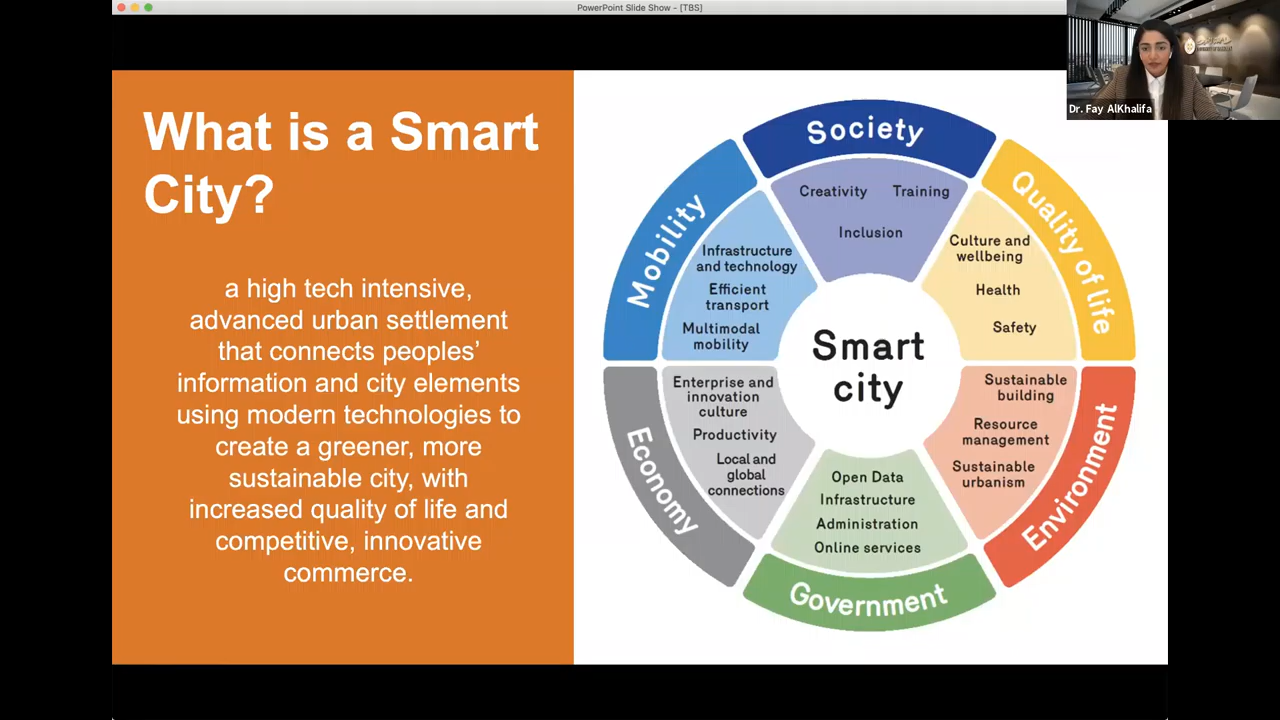 PowerPoint Slide Show - [TBS]
Dr. Fay AlKhalifa
What is a Smart
City?
a high tech intensive,
advanced urban settlement
that connects peoples’
information and city elements
using modern technologies to
create a greener, more
sustainable city, with
increased quality of life and
competitive, innovative
commerce.
Society
Creativity Training
Inclusion
Quality of life
Culture and
wellbeing
Health
Safety
Environment
Sustainable
building
Resource
management
Sustainable
urbanism
Government
Open Data
Infrastructure
Administration
Online services
Economy
Enterprise and
innovation
culture
Productivity
Local and
global
connections
Mobility
Infrastructure
and technology
Efficient
transport
Multimodal
mobility
Smart
city